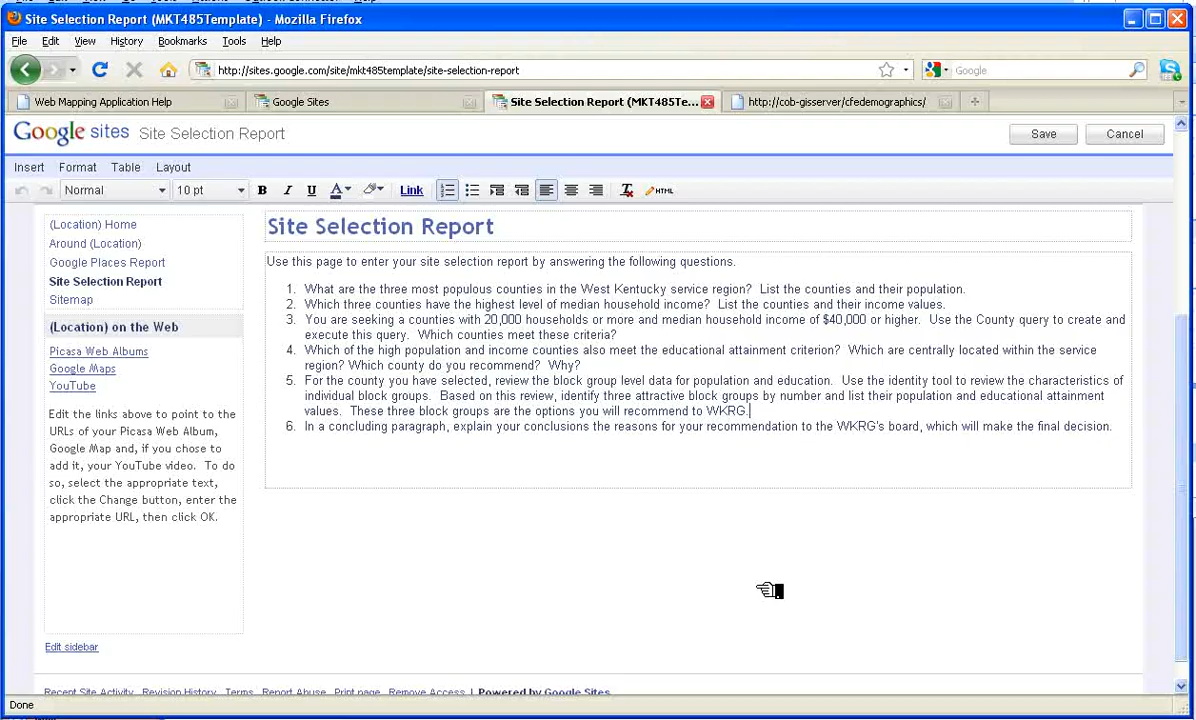 Site Selection Report (MKT485Template) - Mozilla Firefox
File Edit View History Bookmarks Tools Help
http://sites.google.com/site/mkt485template/site-selection-report
Google
Web Mapping Application Help
Google Sites
Site Selection Report (MKT485Te...
http://cob-gisserver/cfedemographics/
Google sites Site Selection Report
Save
Cancel
Insert Format Table Layout
Normal 10 pt B I U A Link HTML
(Location) Home
Around (Location)
Google Places Report
Site Selection Report
Sitemap
(Location) on the Web
Picasa Web Albums
Google Maps
YouTube
Edit the links above to point to the
URLs of your Picasa Web Album,
Google Map and, if you chose to
add it, your YouTube video. To do
so, select the appropriate text,
click the Change button, enter the
appropriate URL, then click OK.
Edit sidebar
Site Selection Report
Use this page to enter your site selection report by answering the following questions.
1. What are the three most populous counties in the West Kentucky service region? List the counties and their population.
2. Which three counties have the highest level of median household income? List the counties and their income values.
3. You are seeking a counties with 20,000 households or more and median household income of $40,000 or higher. Use the County query to create and
execute this query. Which counties meet these criteria?
4. Which of the high population and income counties also meet the educational attainment criterion? Which are centrally located within the service
region? Which county do you recommend? Why?
5. For the county you have selected, review the block group level data for population and education. Use the identity tool to review the characteristics of
individual block groups. Based on this review, identify three attractive block groups by number and list their population and educational attainment
values. These three block groups are the options you will recommend to WKRG.
6. In a concluding paragraph, explain your conclusions the reasons for your recommendation to the WKRG's board, which will make the final decision.
Recent Site Activity Revision History Terms Report Abuse Print page Remove Access | Powered by Google Sites
Done